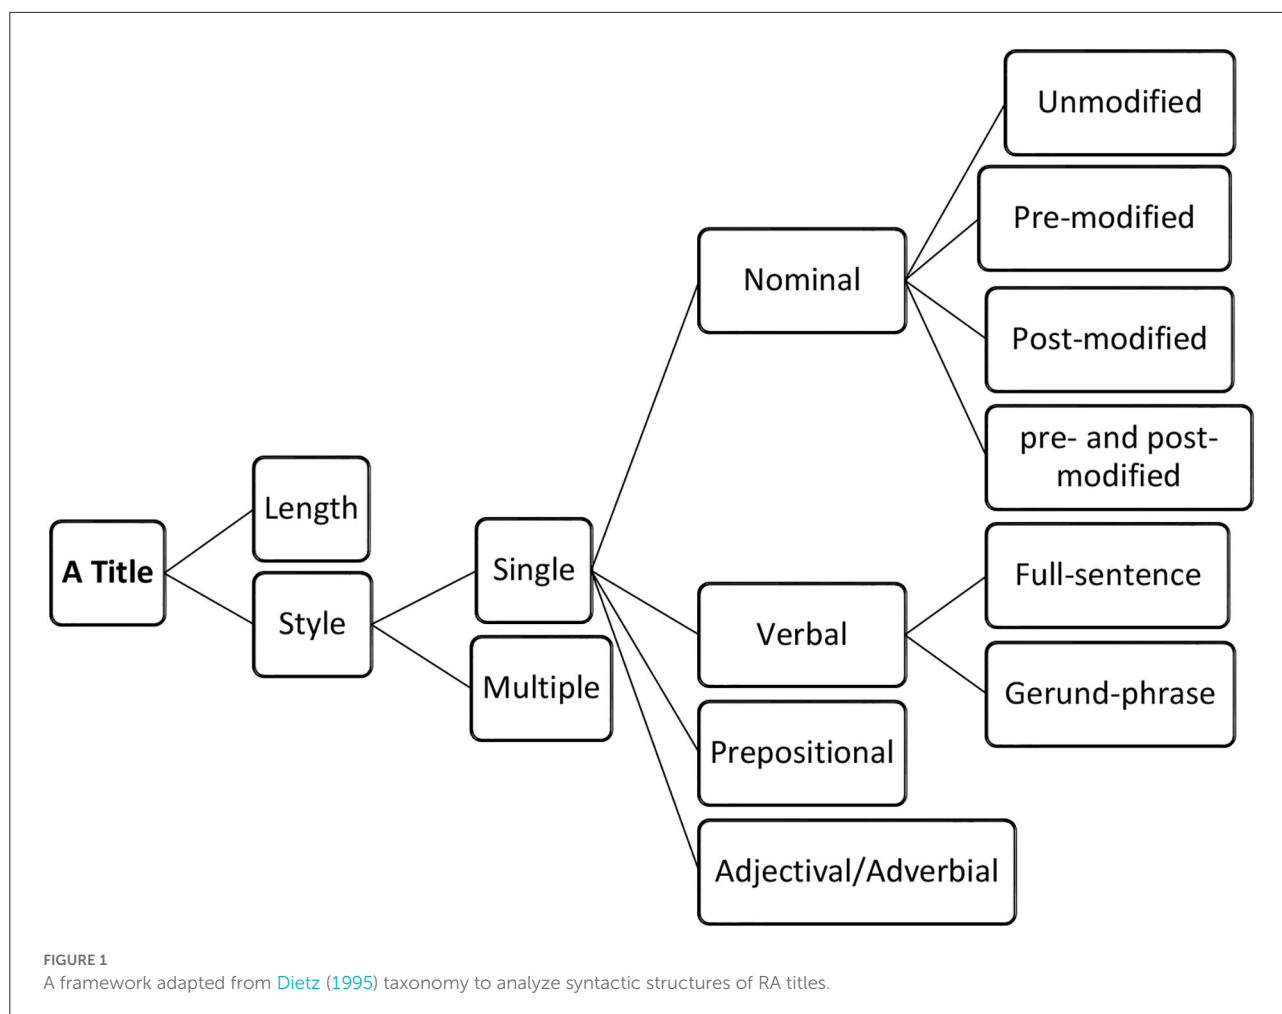 Unmodified
Pre-modified
Nominal
Post-modified
pre- and post-
modified
Length
A Title
Single
Full-sentence
Style
Verbal
Multiple
Gerund-phrase
Prepositional
Adjectival/Adverbial
FIGURE 1
A framework adapted from Dietz (1995) taxonomy to analyze syntactic structures of RA titles.